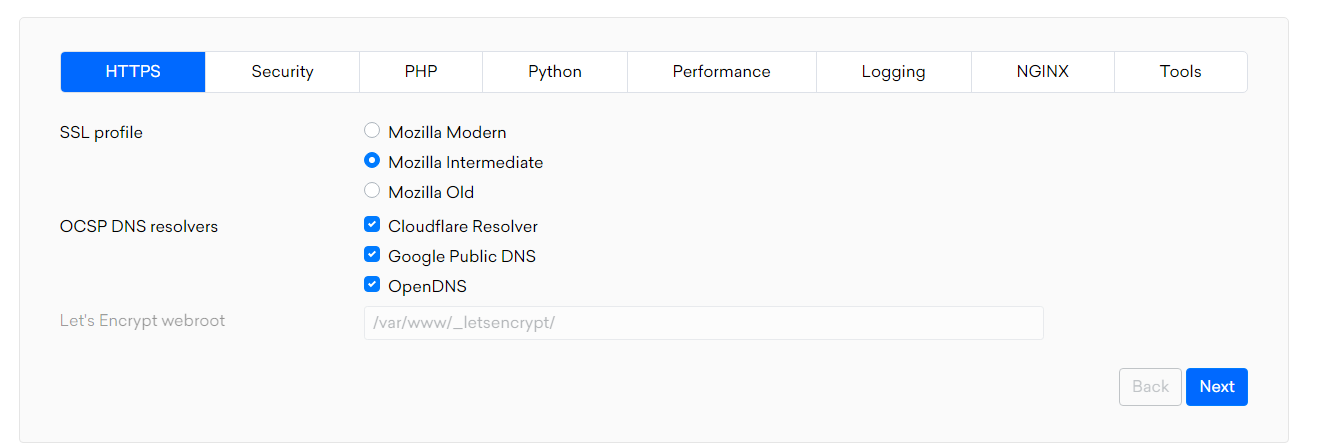 HTTPS Security PHP Python Performance Logging NGINX Tools
SSL profile Mozilla Modern
Mozilla Intermediate
Mozilla Old
OCSP DNS resolvers Cloudflare Resolver
Google Public DNS
OpenDNS
Let's Encrypt webroot /var/www/_letsencrypt/
Back Next